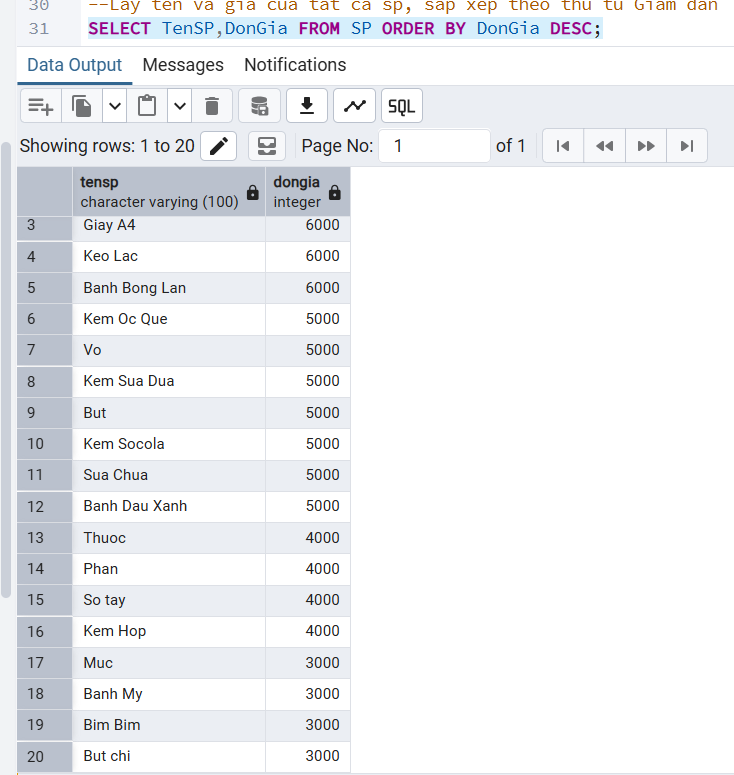 30 --Lay ten va gia cua tat ca sp, sap xep theo thu tu Giam dan
31 SELECT TenSP,DonGia FROM SP ORDER BY DonGia DESC;
Data Output Messages Notifications
SQL
Showing rows: 1 to 20 Page No: 1 of 1
tensp dongia
character varying (100) integer
3 Giay A4 6000
4 Keo Lac 6000
5 Banh Bong Lan 6000
6 Kem Oc Que 5000
7 Vo 5000
8 Kem Sua Dua 5000
9 But 5000
10 Kem Socola 5000
11 Sua Chua 5000
12 Banh Dau Xanh 5000
13 Thuoc 4000
14 Phan 4000
15 So tay 4000
16 Kem Hop 4000
17 Muc 3000
18 Banh My 3000
19 Bim Bim 3000
20 But chi 3000